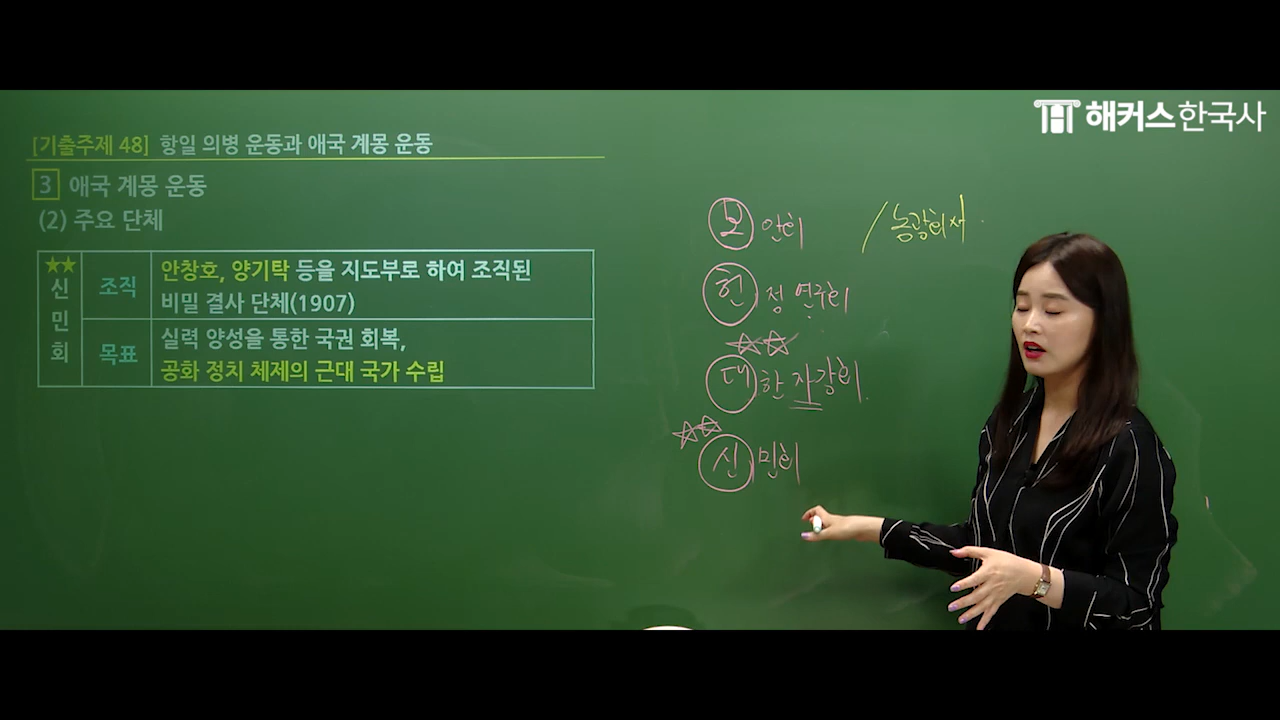 해커스한국사
[기출주제 48] 항일 의병 운동과 애국 계몽 운동
3 애국 계몽 운동
(2) 주요 단체
★★
신민회
조직
안창호, 양기탁 등을 지도부로 하여 조직된
비밀 결사 단체(1907)
목표
실력 양성을 통한 국권 회복,
공화 정치 체제의 근대 국가 수립
보안회 / 농광회사
헌정연구회
☆☆
대한자강회.
☆☆
신민회